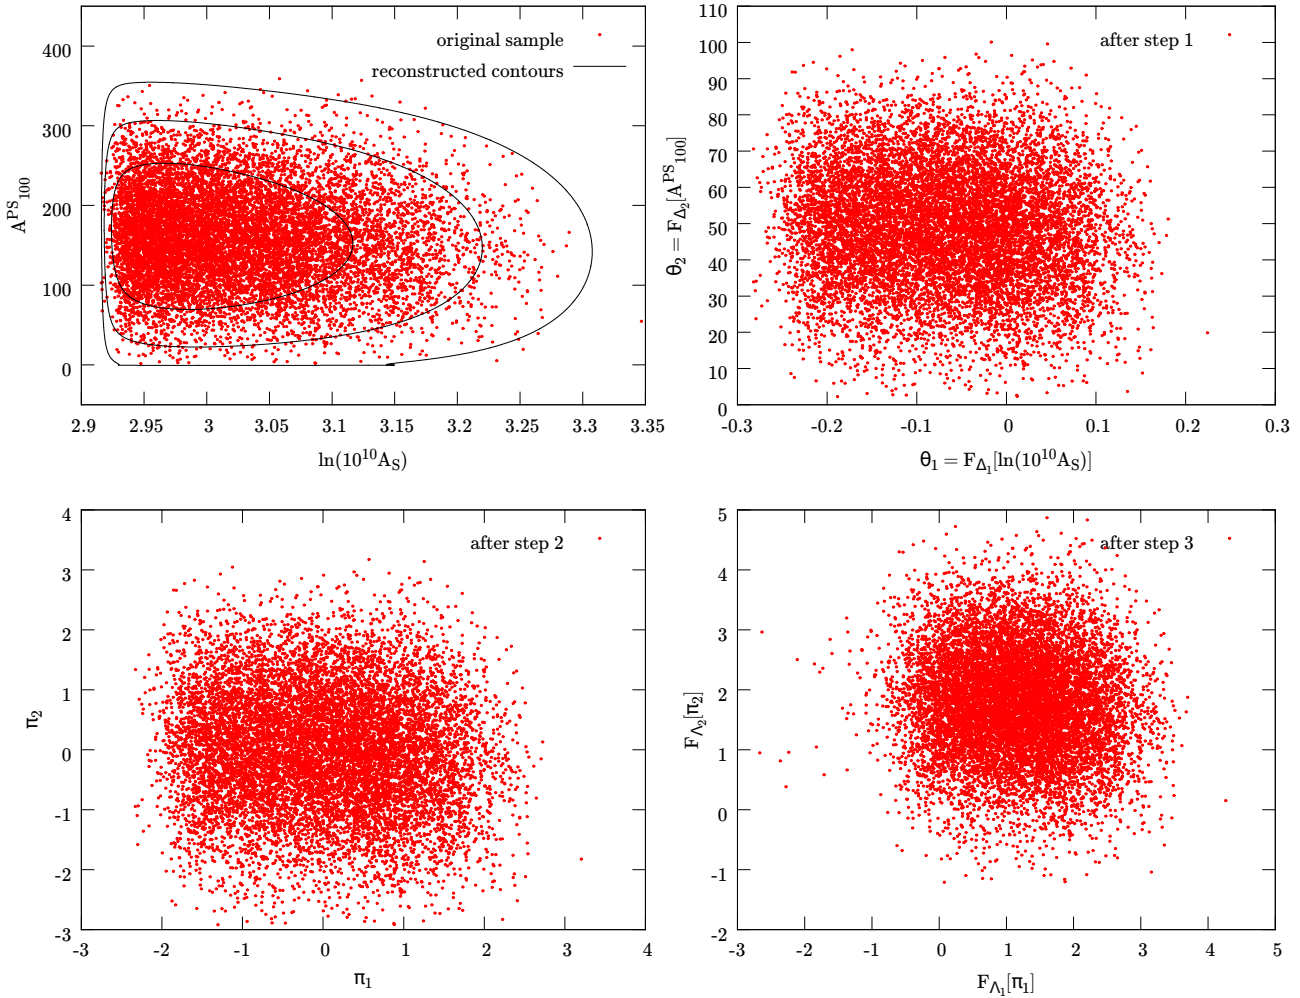 400
300
200
100
0
A^PS_100
original sample
reconstructed contours
2.9 2.95 3 3.05 3.1 3.15 3.2 3.25 3.3 3.35
ln(10^10 A_S)
110
100
90
80
70
60
50
40
30
20
10
0
θ_2 = F_Δ_2[A^PS_100]
after step 1
-0.3 -0.2 -0.1 0 0.1 0.2 0.3
θ_1 = F_Δ_1[ln(10^10 A_S)]
4
3
2
1
0
-1
-2
-3
π_2
after step 2
-3 -2 -1 0 1 2 3 4
π_1
5
4
3
2
1
0
-1
-2
F_Λ_2[π_2]
after step 3
-3 -2 -1 0 1 2 3 4 5
F_Λ_1[π_1]